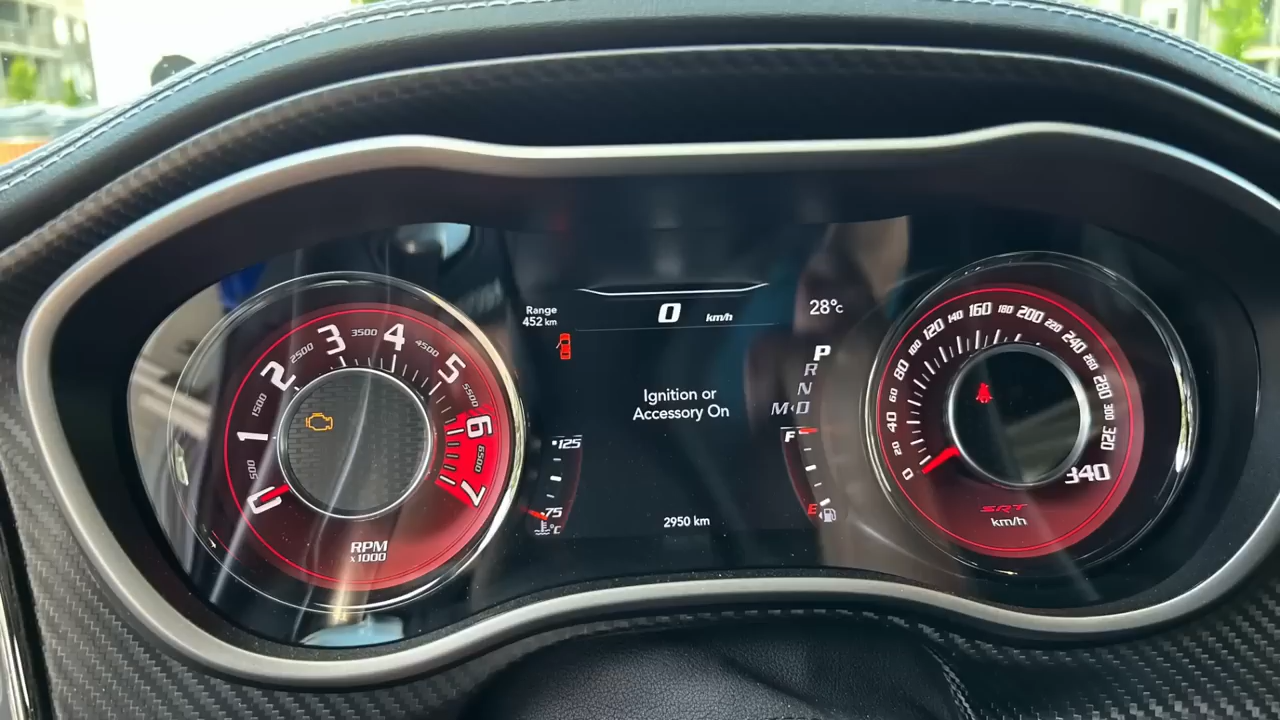 0
500
1
1500
2
2500
3
3500
4
4500
5
5500
6
6500
7
RPM
x1000
Range
452 km
0 km/h
28°c
Ignition or
Accessory On
P
R
N
M‹D
125
75
°C
F
E
2950 km
0
20
40
60
80
100
120
140
160
180
200
220
240
260
280
300
320
340
SRT
km/h